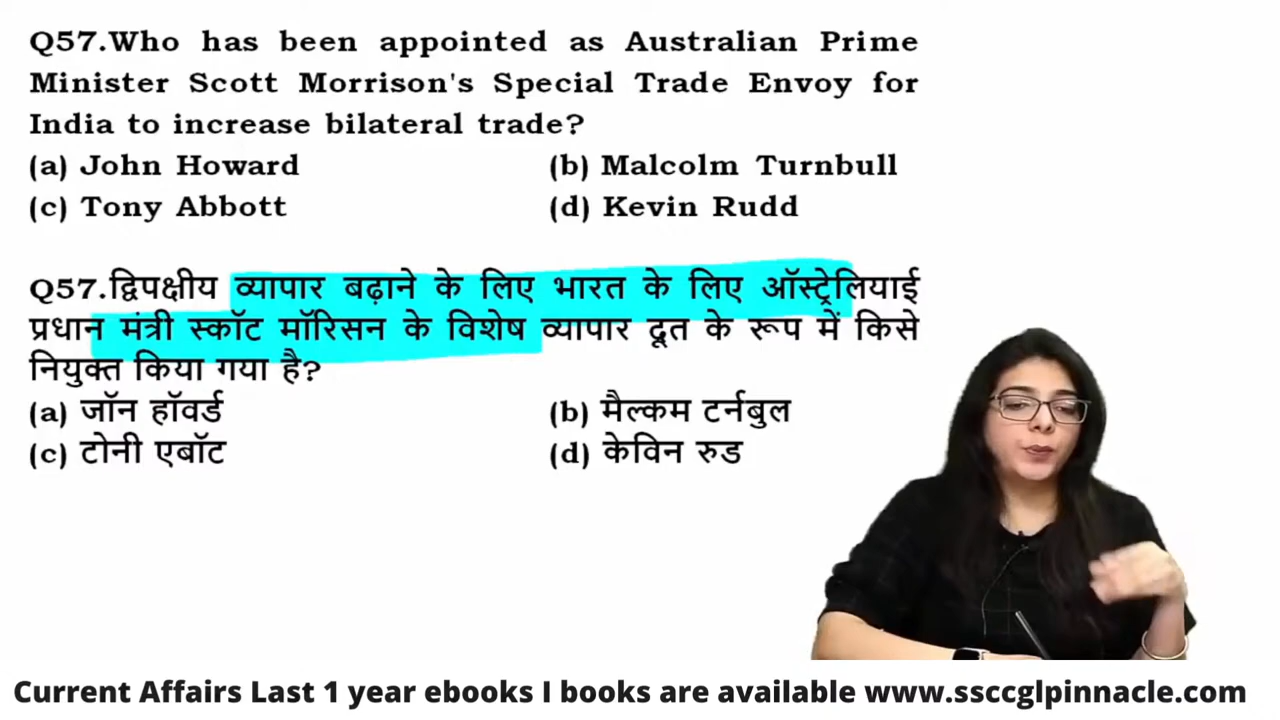 Q57.Who has been appointed as Australian Prime
Minister Scott Morrison's Special Trade Envoy for
India to increase bilateral trade?
(a) John Howard (b) Malcolm Turnbull
(c) Tony Abbott (d) Kevin Rudd
Q57.द्विपक्षीय व्यापार बढ़ाने के लिए भारत के लिए ऑस्ट्रेलियाई
प्रधान मंत्री स्कॉट मॉरिसन के विशेष व्यापार दूत के रूप में किसे
नियुक्त किया गया है?
(a) जॉन हॉवर्ड (b) मैल्कम टर्नबुल
(c) टोनी एबॉट (d) केविन रुड
Current Affairs Last 1 year ebooks I books are available www.ssccglpinnacle.com